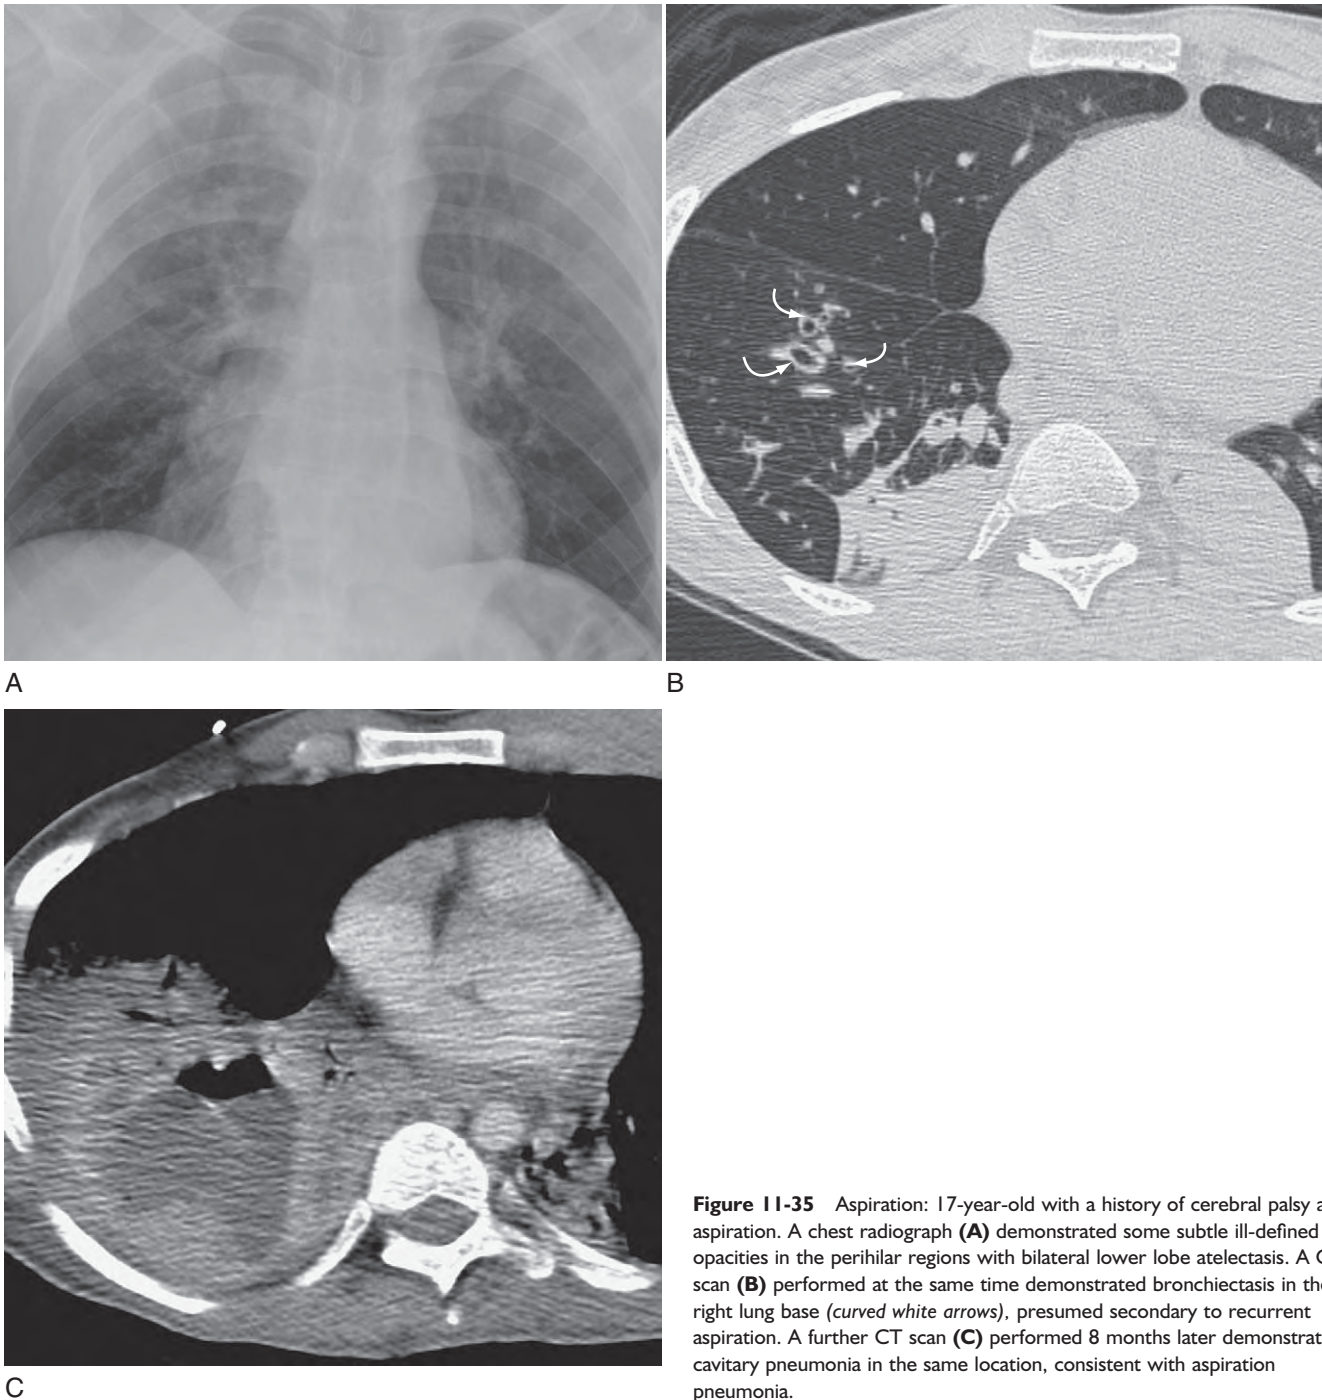 A
B
C
Figure 11-35 Aspiration: 17-year-old with a history of cerebral palsy a
aspiration. A chest radiograph (A) demonstrated some subtle ill-defined
opacities in the perihilar regions with bilateral lower lobe atelectasis. A C
scan (B) performed at the same time demonstrated bronchiectasis in the
right lung base (curved white arrows), presumed secondary to recurrent
aspiration. A further CT scan (C) performed 8 months later demonstrat
cavitary pneumonia in the same location, consistent with aspiration
pneumonia.